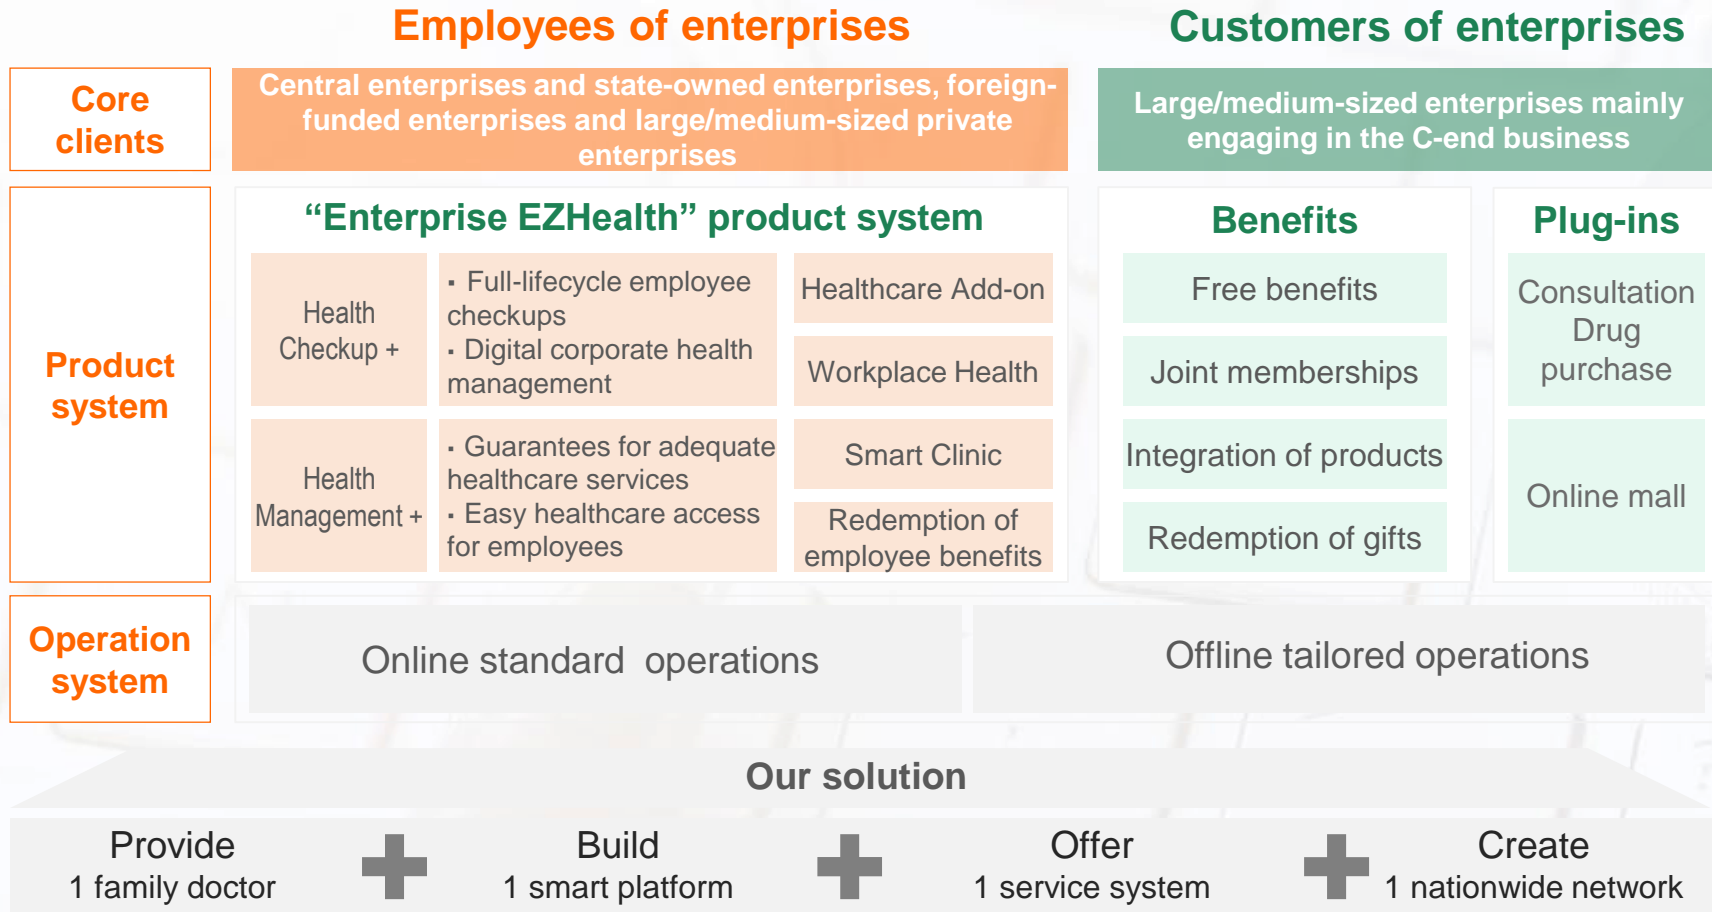 Employees of enterprises
Customers of enterprises
Core
clients
Central enterprises and state-owned enterprises, foreign-
funded enterprises and large/medium-sized private
enterprises
Large/medium-sized enterprises mainly
engaging in the C-end business
Product
system
“Enterprise EZHealth” product system
Health
Checkup +
▪ Full-lifecycle employee
checkups
▪ Digital corporate health
management
Healthcare Add-on
Workplace Health
Health
Management +
▪ Guarantees for adequate
healthcare services
▪ Easy healthcare access
for employees
Smart Clinic
Redemption of
employee benefits
Benefits
Free benefits
Joint memberships
Integration of products
Redemption of gifts
Plug-ins
Consultation
Drug
purchase
Online mall
Operation
system
Online standard  operations
Offline tailored operations
Our solution
Provide
1 family doctor
Build
1 smart platform
Offer
1 service system
Create
1 nationwide network